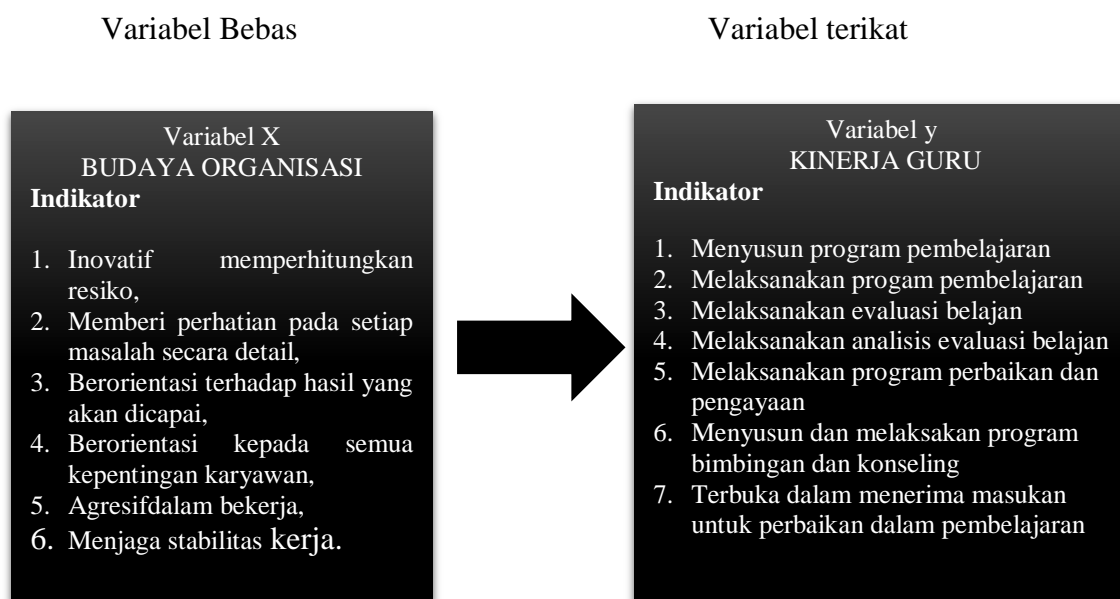 Variabel Bebas
Variabel terikat
Variabel X
BUDAYA ORGANISASI
Indikator
1. Inovatif memperhitungkan
resiko,
2. Memberi perhatian pada setiap
masalah secara detail,
3. Berorientasi terhadap hasil yang
akan dicapai,
4. Berorientasi kepada semua
kepentingan karyawan,
5. Agresifdalam bekerja,
6. Menjaga stabilitas kerja.
Variabel y
KINERJA GURU
Indikator
1. Menyusun program pembelajaran
2. Melaksanakan progam pembelajaran
3. Melaksanakan evaluasi belajan
4. Melaksanakan analisis evaluasi belajan
5. Melaksanakan program perbaikan dan
pengayaan
6. Menyusun dan melaksakan program
bimbingan dan konseling
7. Terbuka dalam menerima masukan
untuk perbaikan dalam pembelajaran